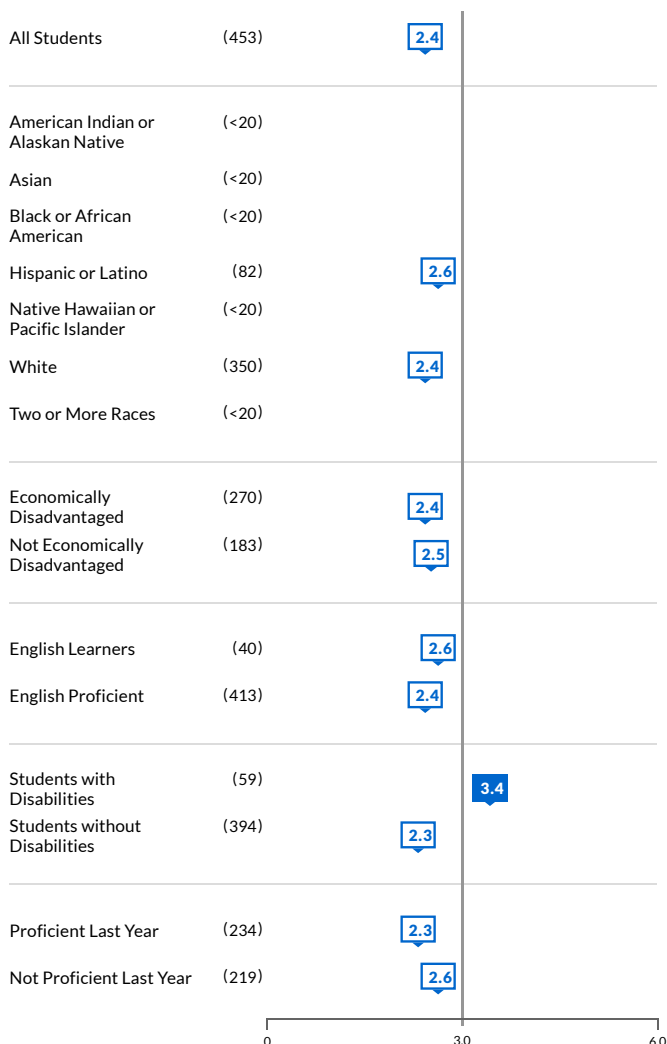 All Students (453) 2.4
American Indian or (<20)
Alaskan Native
Asian (<20)
Black or African (<20)
American
Hispanic or Latino (82) 2.6
Native Hawaiian or (<20)
Pacific Islander
White (350) 2.4
Two or More Races (<20)
Economically (270) 2.4
Disadvantaged
Not Economically (183) 2.5
Disadvantaged
English Learners (40) 2.6
English Proficient (413) 2.4
Students with (59) 3.4
Disabilities
Students without (394) 2.3
Disabilities
Proficient Last Year (234) 2.3
Not Proficient Last Year (219) 2.6
0 3.0 6.0